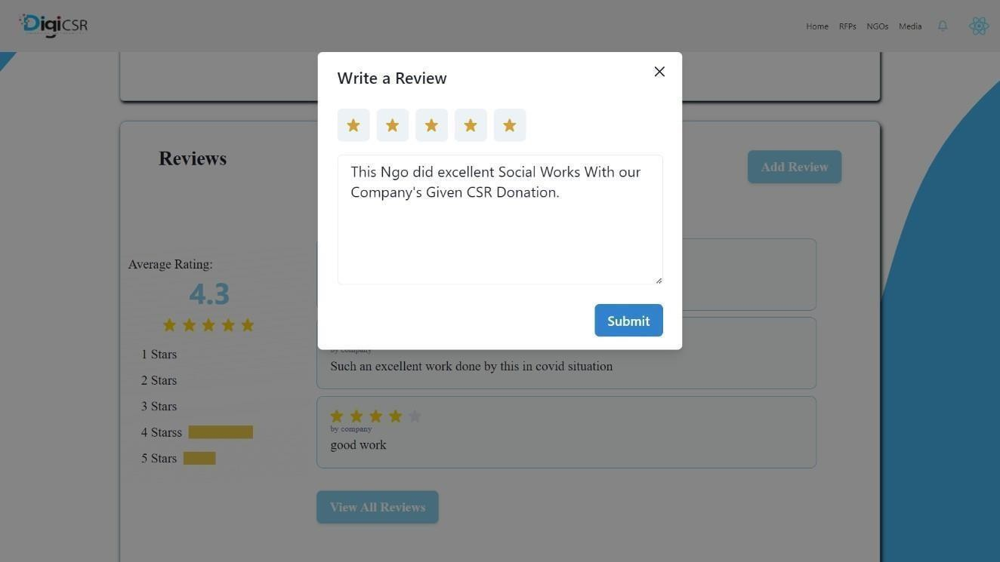 DigiCSR
Home RFPs NGOs Media
Write a Review
This Ngo did excellent Social Works With our
Company's Given CSR Donation.
Submit
Reviews
Add Review
Average Rating:
4.3
1 Stars
2 Stars
3 Stars
4 Starss
5 Stars
by company
Such an excellent work done by this in covid situation
by company
good work
View All Reviews